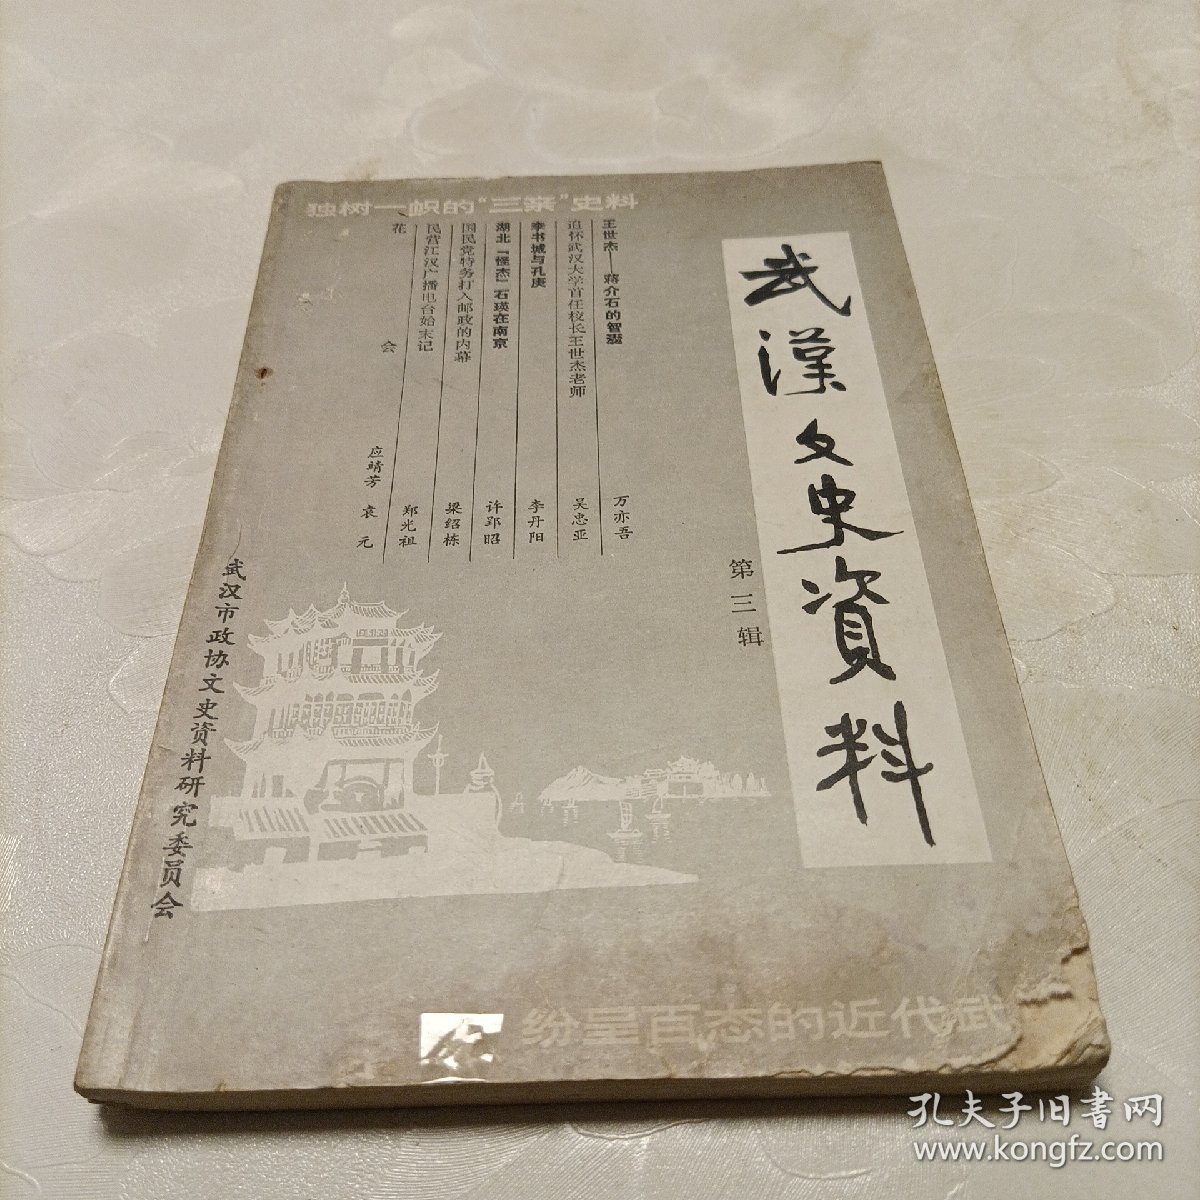 独树一帜的“三亲”史料
武漢文史資料
第三辑
王世杰——蒋介石的智囊 万亦吾
追怀武汉大学首任校长王世杰老师 吴忠亚
李书城与孔庚 李丹阳
湖北“怪杰”石瑛在南京 许邓昭
国民党特务打入邮政的内幕 梁绍栋
民营江汉广播电台始末记 郑光祖
花会 应晴芳 袁元
武汉市政协文史资料研究委员会
纷呈百态的近代武
孔夫子旧書网
www.kongfz.com